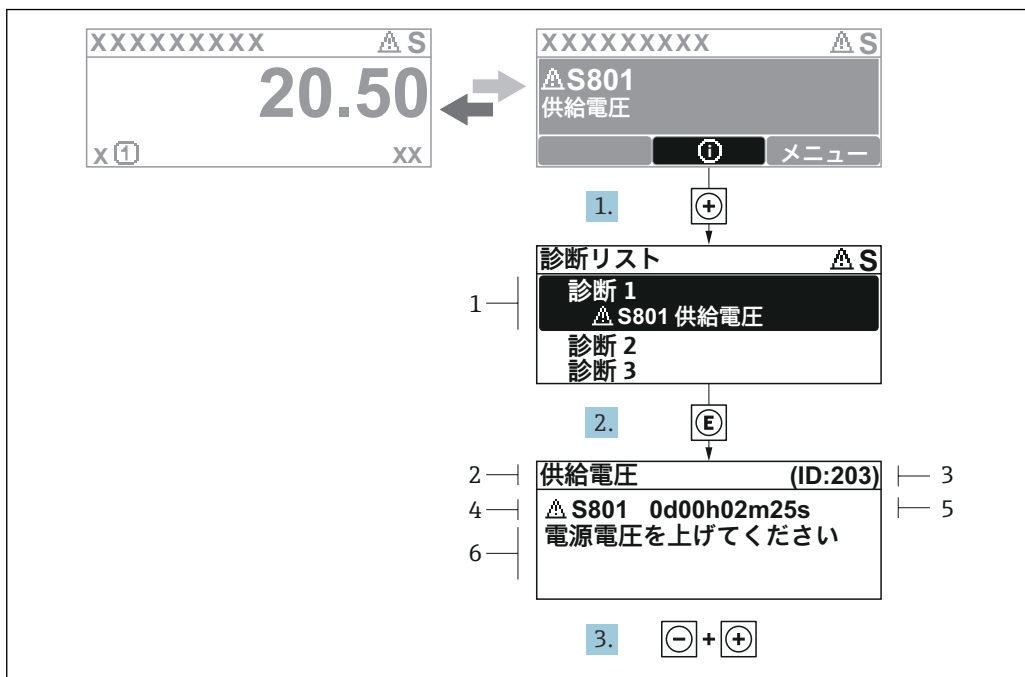 XXXXXXXXX ⚠S
20.50
X ① XX
XXXXXXXXX ⚠S
⚠S801
供給電圧
ⓘ メニュー
1. ⊕
診断リスト ⚠S
1 診断 1
⚠ S801 供給電圧
診断 2
診断 3
2. Ⓔ
2 供給電圧 (ID:203) 3
4 ⚠ S801 0d00h02m25s 5
6 電源電圧を上げてください
3. ⊖+⊕